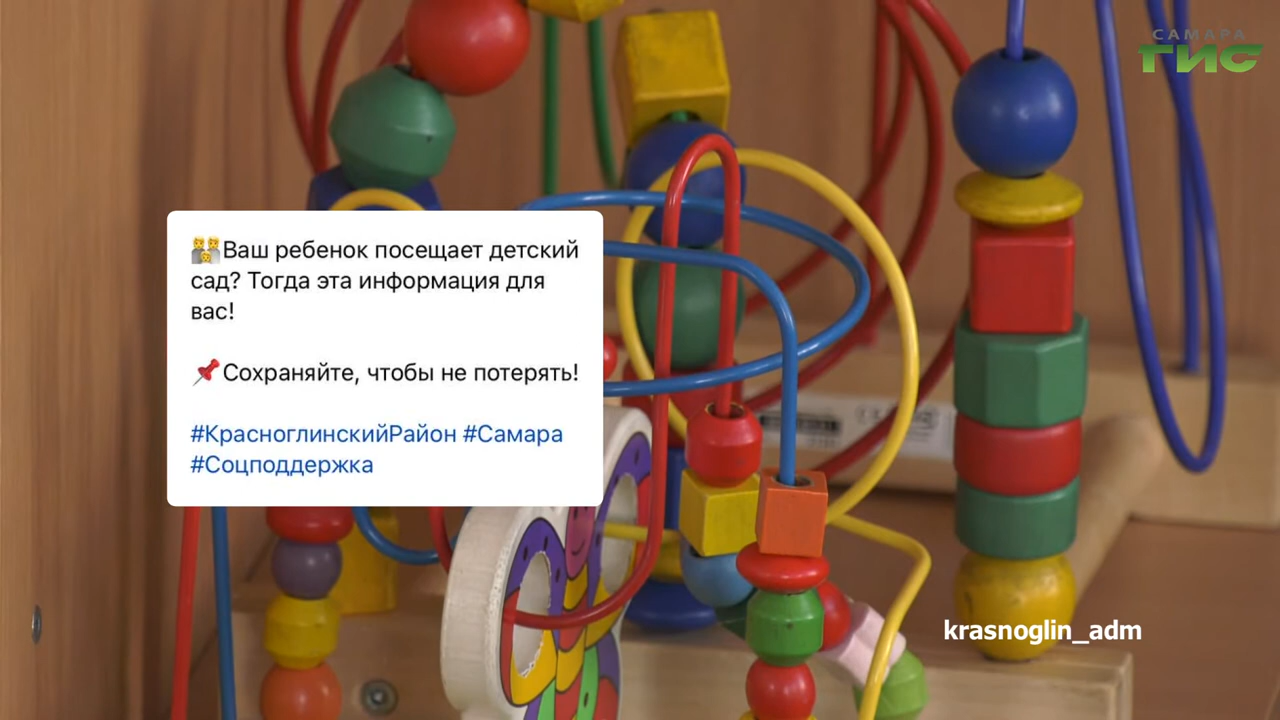 САМАРА
ГИС
👨‍👩‍👦Ваш ребенок посещает детский
сад? Тогда эта информация для
вас!
📌Сохраняйте, чтобы не потерять!
#КрасноглинскийРайон #Самара
#Соцподдержка
krasnoglin_adm